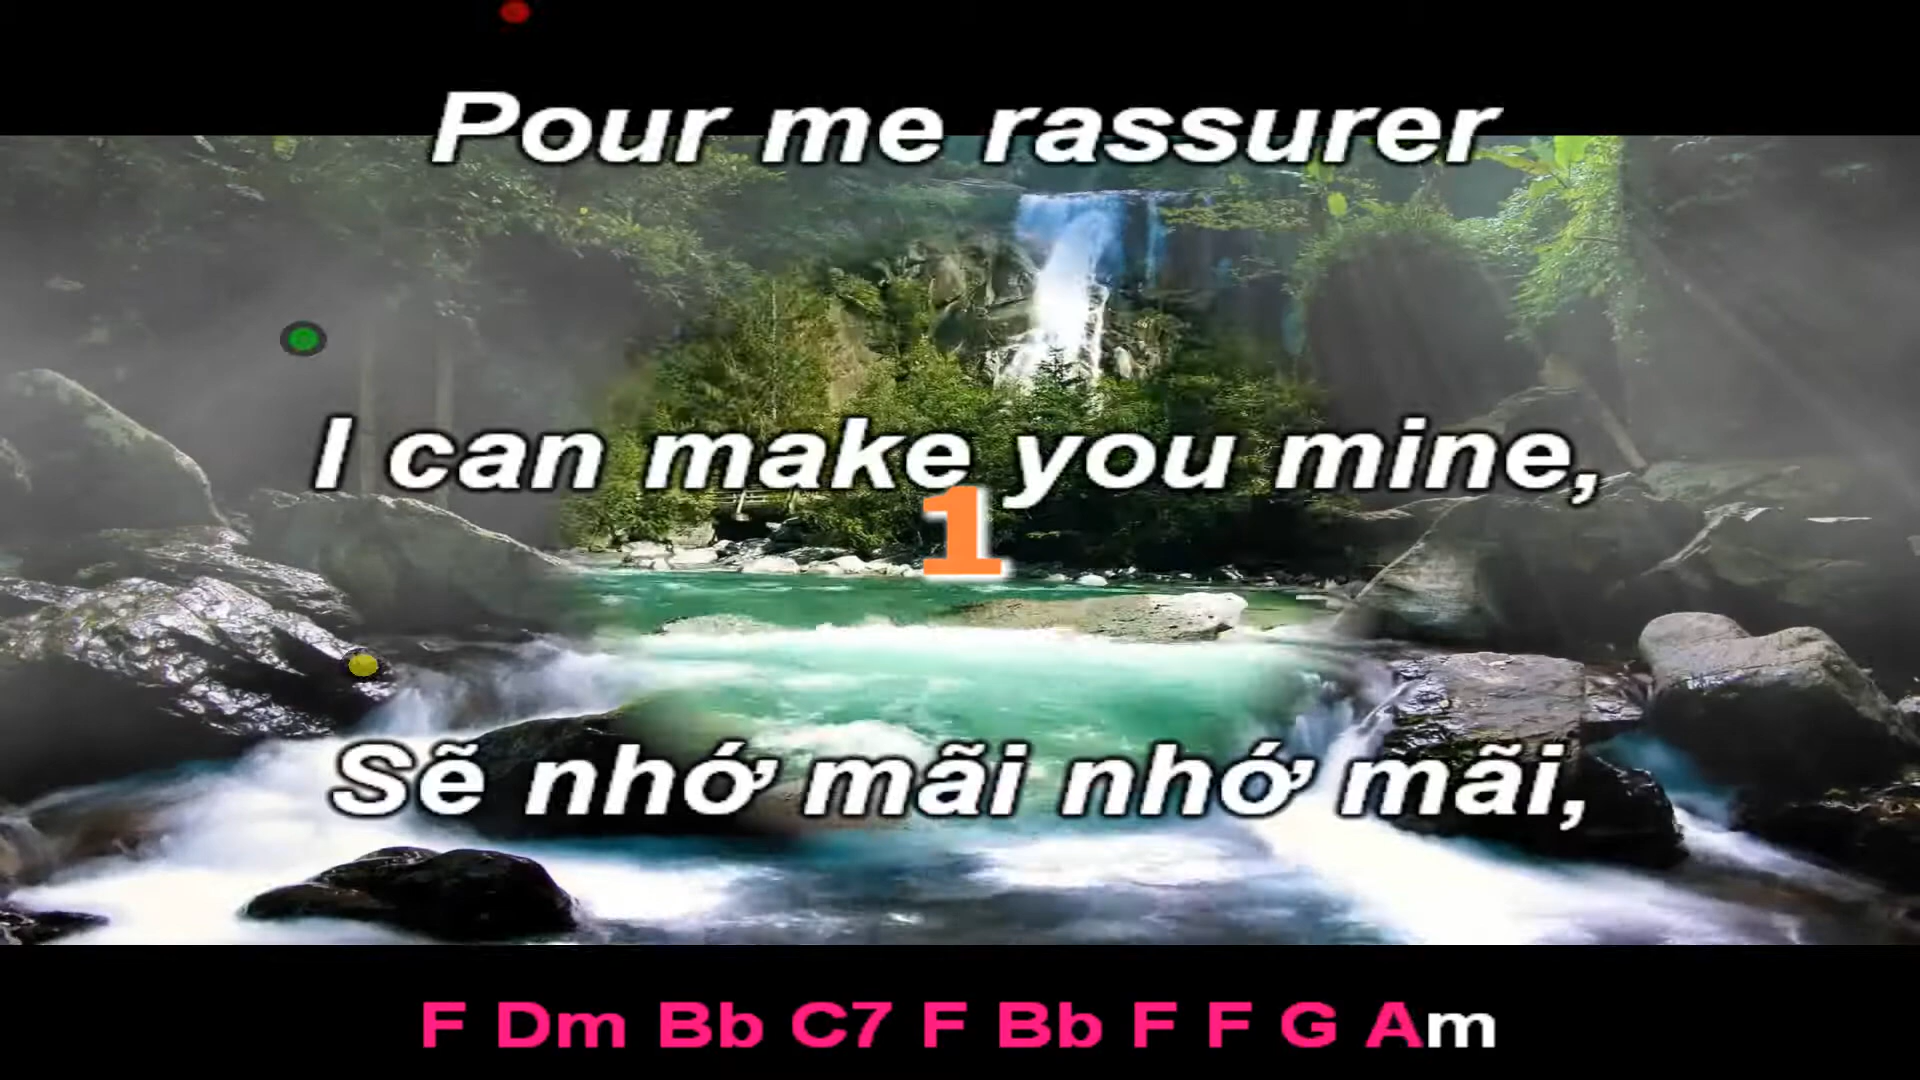 Pour me rassurer
I can make you mine,
1
Sẽ nhớ mãi nhớ mãi,
F Dm Bb C7 F Bb F F G Am